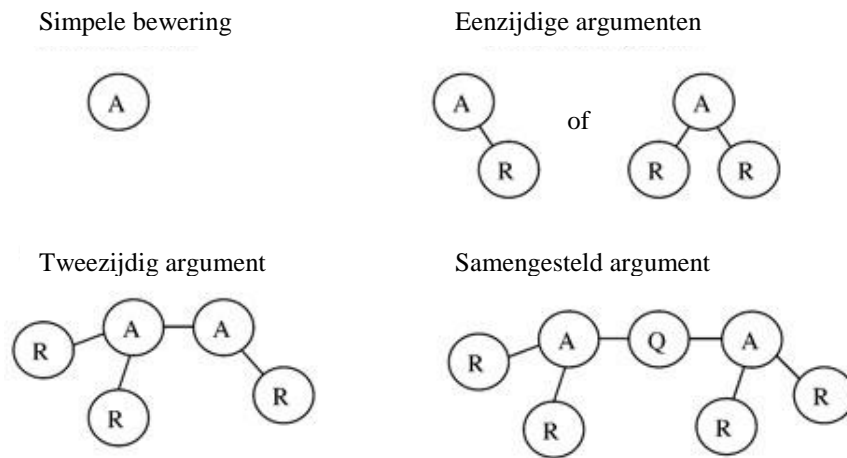 Simpele bewering
Eenzijdige argumenten
A
A
of
A
R
R
R
Tweezijdig argument
Samengesteld argument
A
A
A
Q
A
R
R
R
R
R
R
R